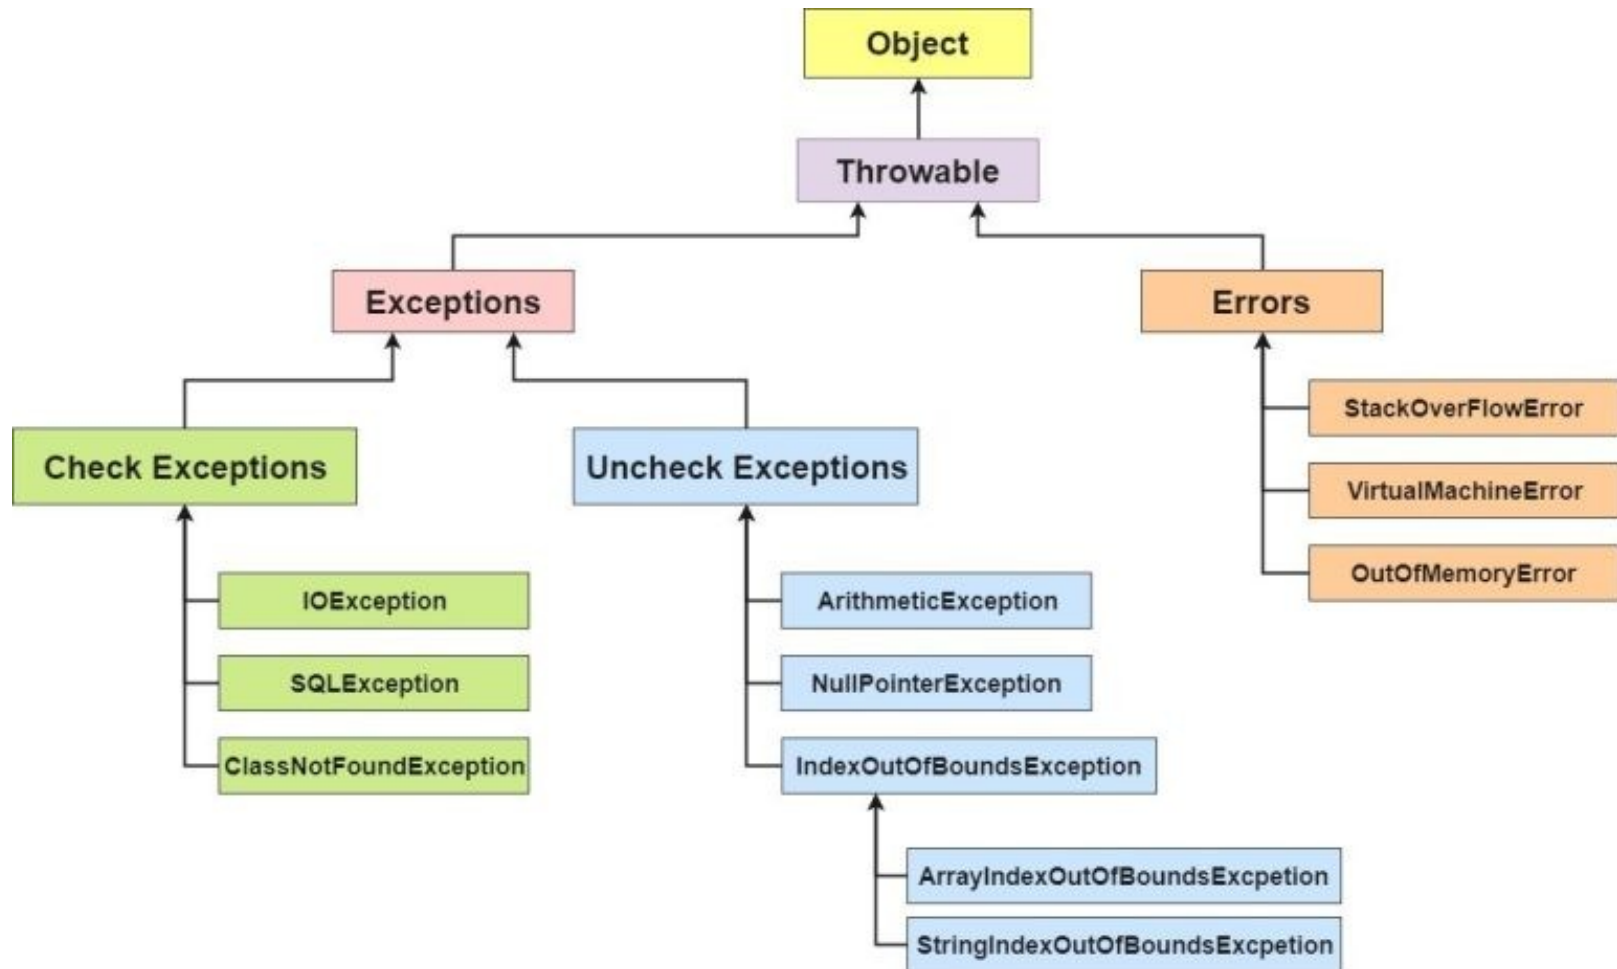 Object
Throwable
Exceptions
Errors
Check Exceptions
Uncheck Exceptions
StackOverFlowError
VirtualMachineError
OutOfMemoryError
IOException
SQLException
ClassNotFoundException
ArithmeticException
NullPointerException
IndexOutOfBoundsException
ArrayIndexOutOfBoundsExcpetion
StringIndexOutOfBoundsExcpetion